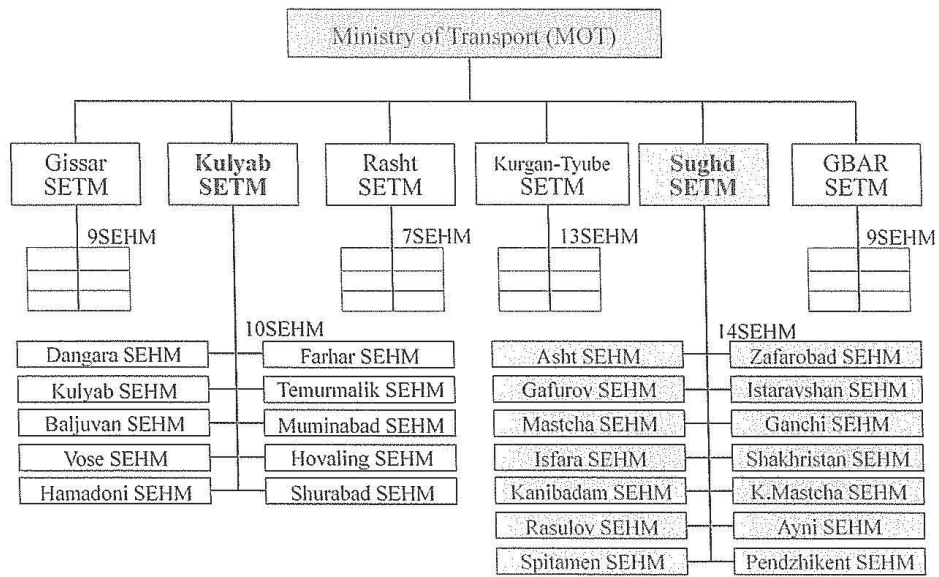 Ministry of Transport (MOT)
Gissar
SETM
Kulyab
SETM
Rasht
SETM
Kurgan-Tyube
SETM
Sughd
SETM
GBAR
SETM
9SEHM
7SEHM
13SEHM
9SEHM
10SEHM
14SEHM
Dangara SEHM
Farhar SEHM
Kulyab SEHM
Temurmalik SEHM
Baljuvan SEHM
Muminabad SEHM
Vose SEHM
Hovaling SEHM
Hamadoni SEHM
Shurabad SEHM
Asht SEHM
Zafarobad SEHM
Gafurov SEHM
Istaravshan SEHM
Mastcha SEHM
Ganchi SEHM
Isfara SEHM
Shakhristan SEHM
Kanibadam SEHM
K.Mastcha SEHM
Rasulov SEHM
Ayni SEHM
Spitamen SEHM
Pendzhikent SEHM